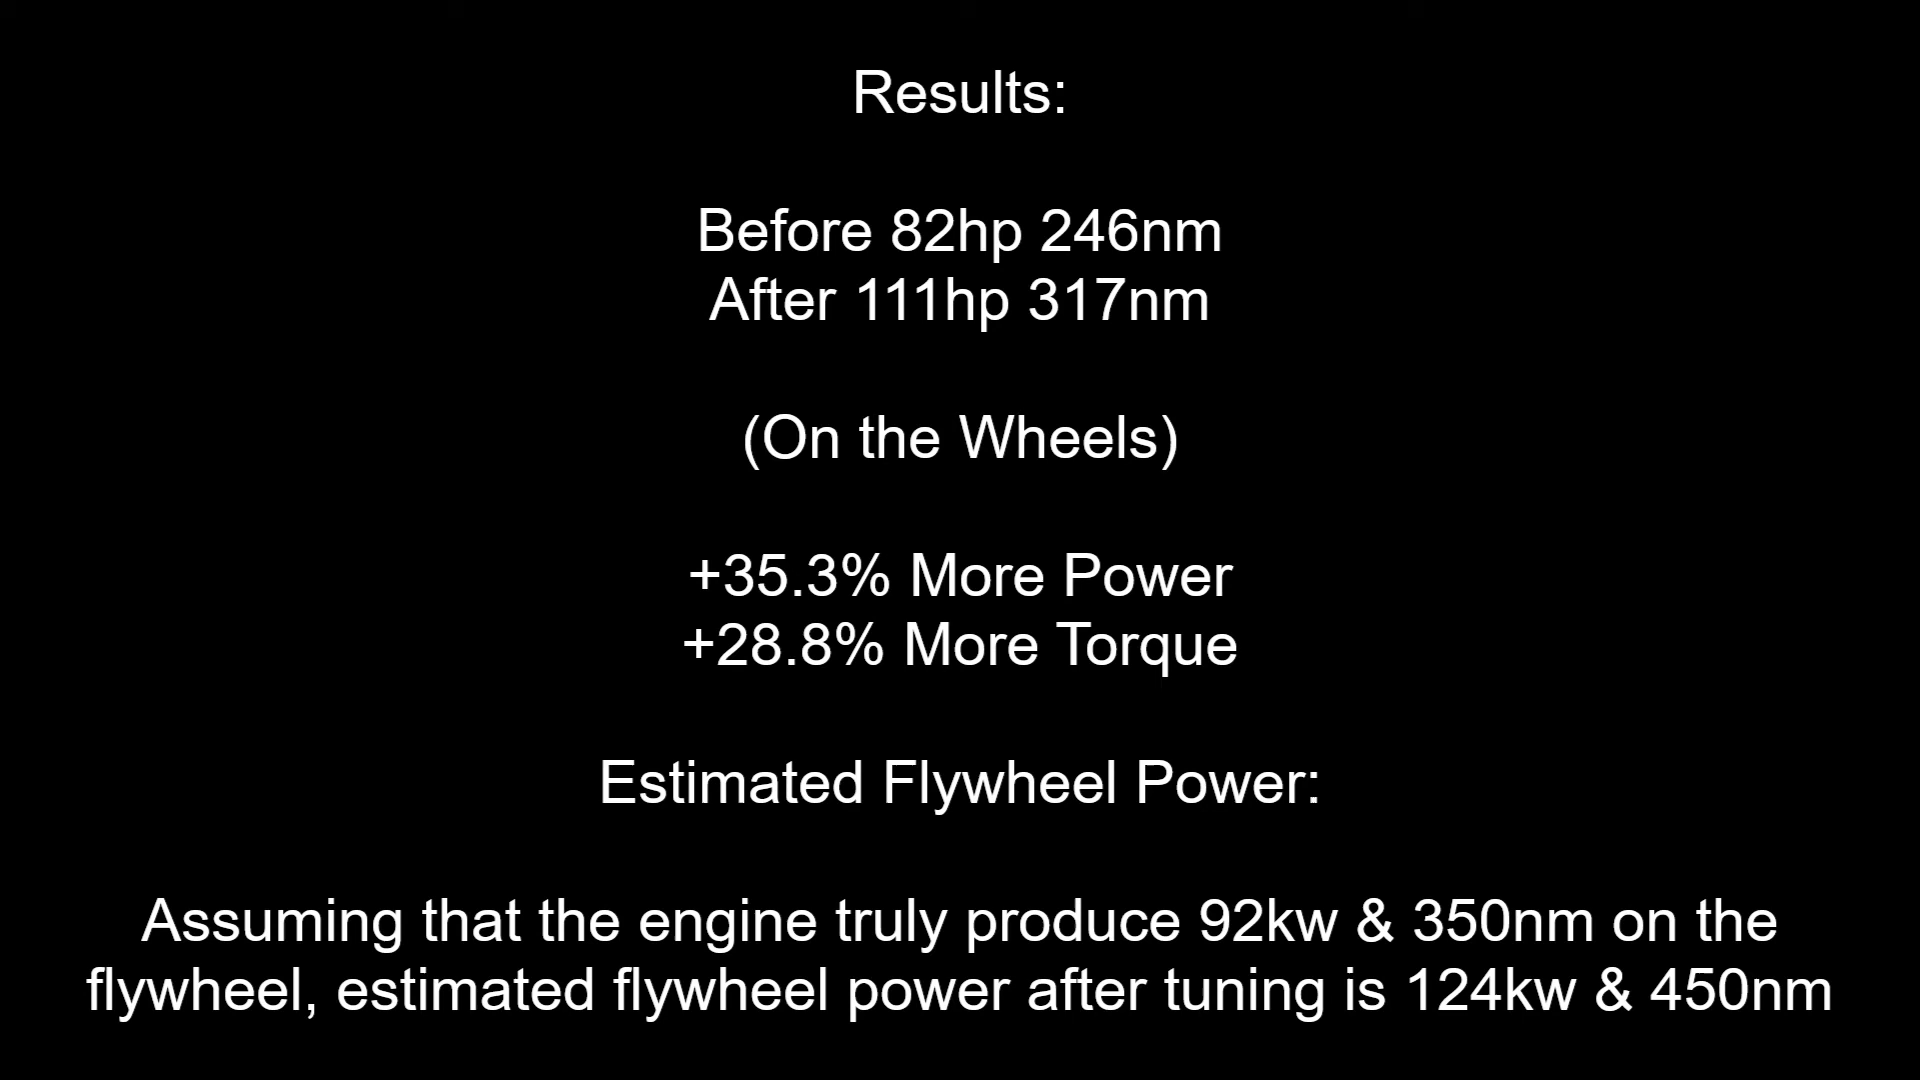 Results:
Before 82hp 246nm
After 111hp 317nm
(On the Wheels)
+35.3% More Power
+28.8% More Torque
Estimated Flywheel Power:
Assuming that the engine truly produce 92kw & 350nm on the
flywheel, estimated flywheel power after tuning is 124kw & 450nm